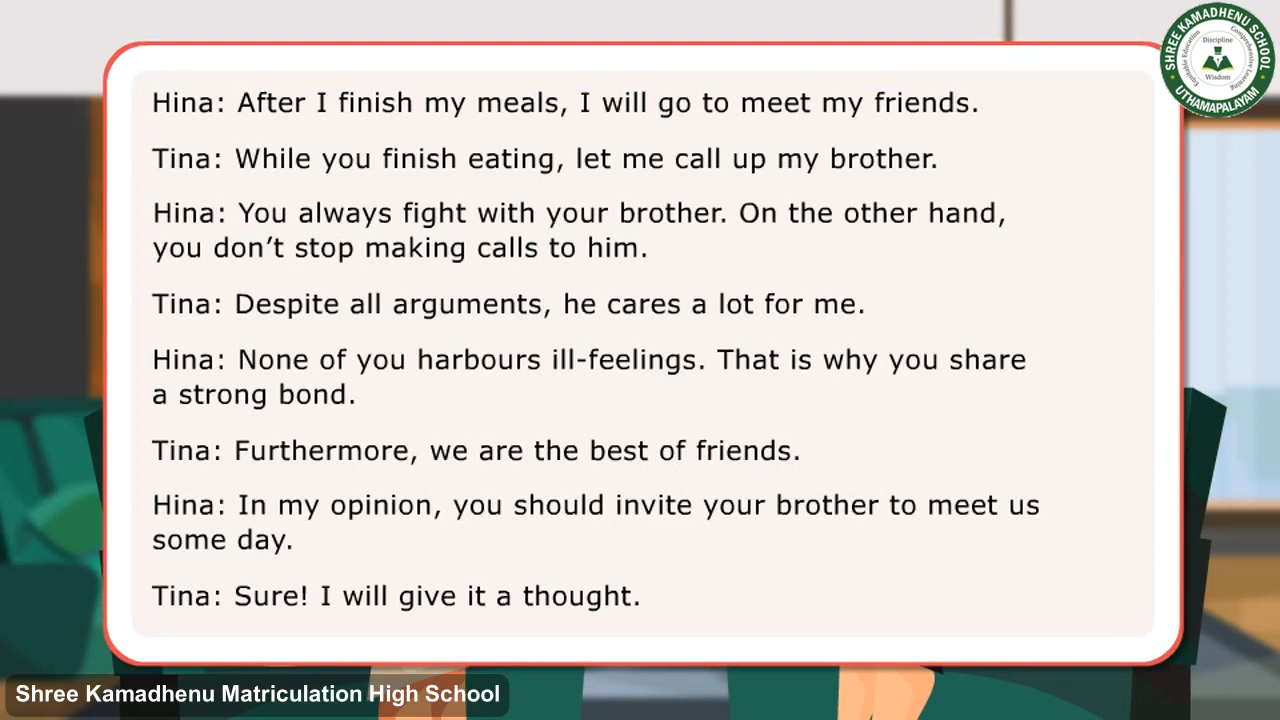 Hina: After I finish my meals, I will go to meet my friends.
Tina: While you finish eating, let me call up my brother.
Hina: You always fight with your brother. On the other hand,
you don’t stop making calls to him.
Tina: Despite all arguments, he cares a lot for me.
Hina: None of you harbours ill-feelings. That is why you share
a strong bond.
Tina: Furthermore, we are the best of friends.
Hina: In my opinion, you should invite your brother to meet us
some day.
Tina: Sure! I will give it a thought.
SHREE KAMADHENU SCHOOL
Discipline
Equitable Education
Comprehensive Learning
Wisdom
UTHAMAPALAYAM
Shree Kamadhenu Matriculation High School